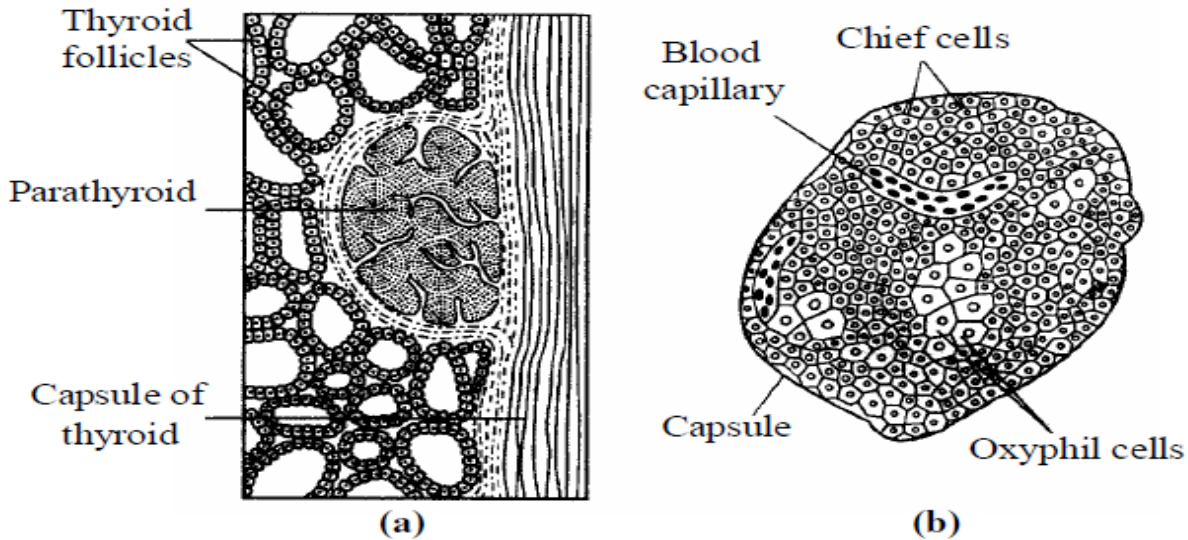 Thyroid
follicles
Parathyroid
Capsule of
thyroid
(a)
Blood
capillary
Chief cells
Capsule
Oxyphil cells
(b)